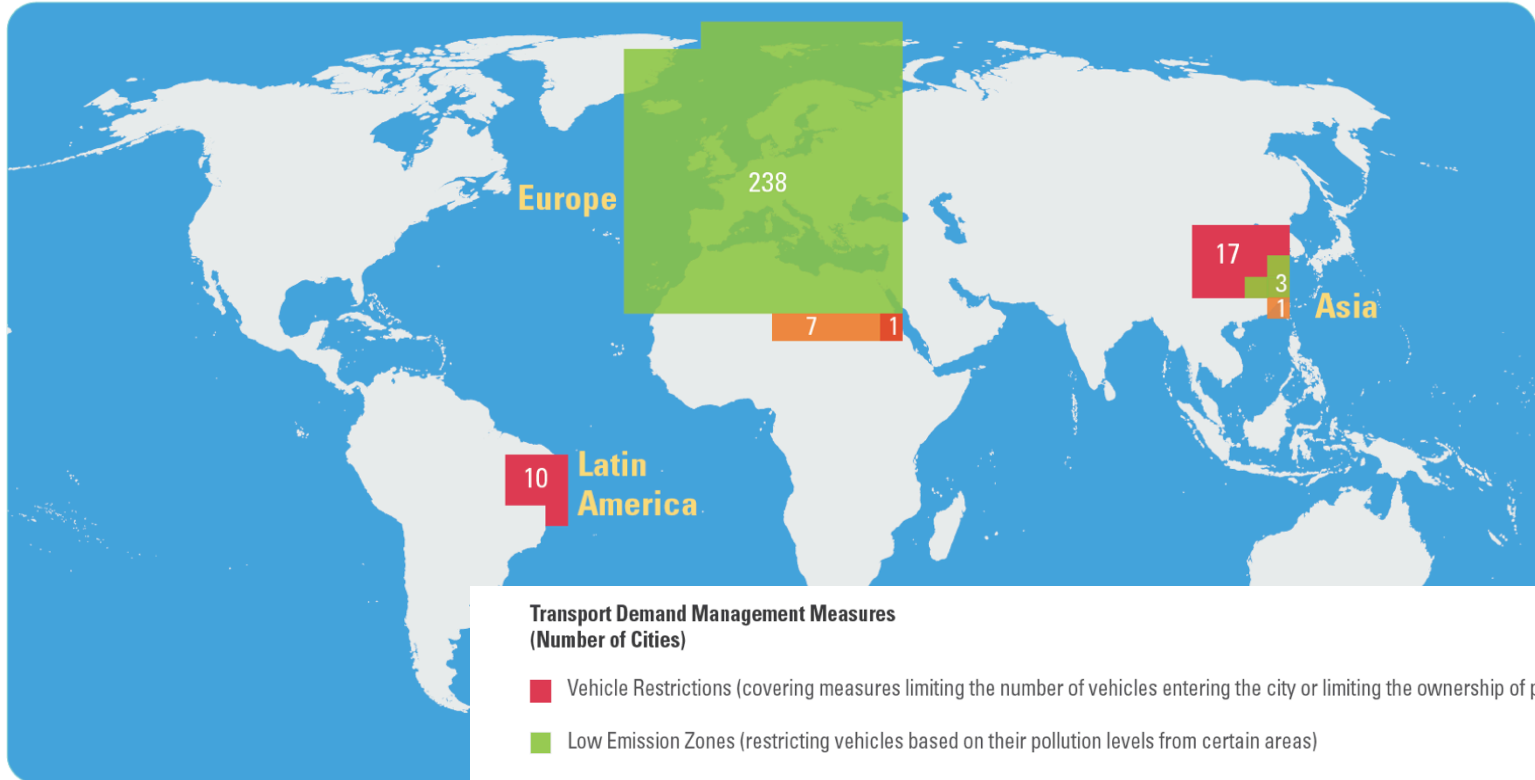 238
Europe
17
3
1
Asia
7
1
10
Latin
America
Transport Demand Management Measures
(Number of Cities)
Vehicle Restrictions (covering measures limiting the number of vehicles entering the city or limiting the ownership of
Low Emission Zones (restricting vehicles based on their pollution levels from certain areas)